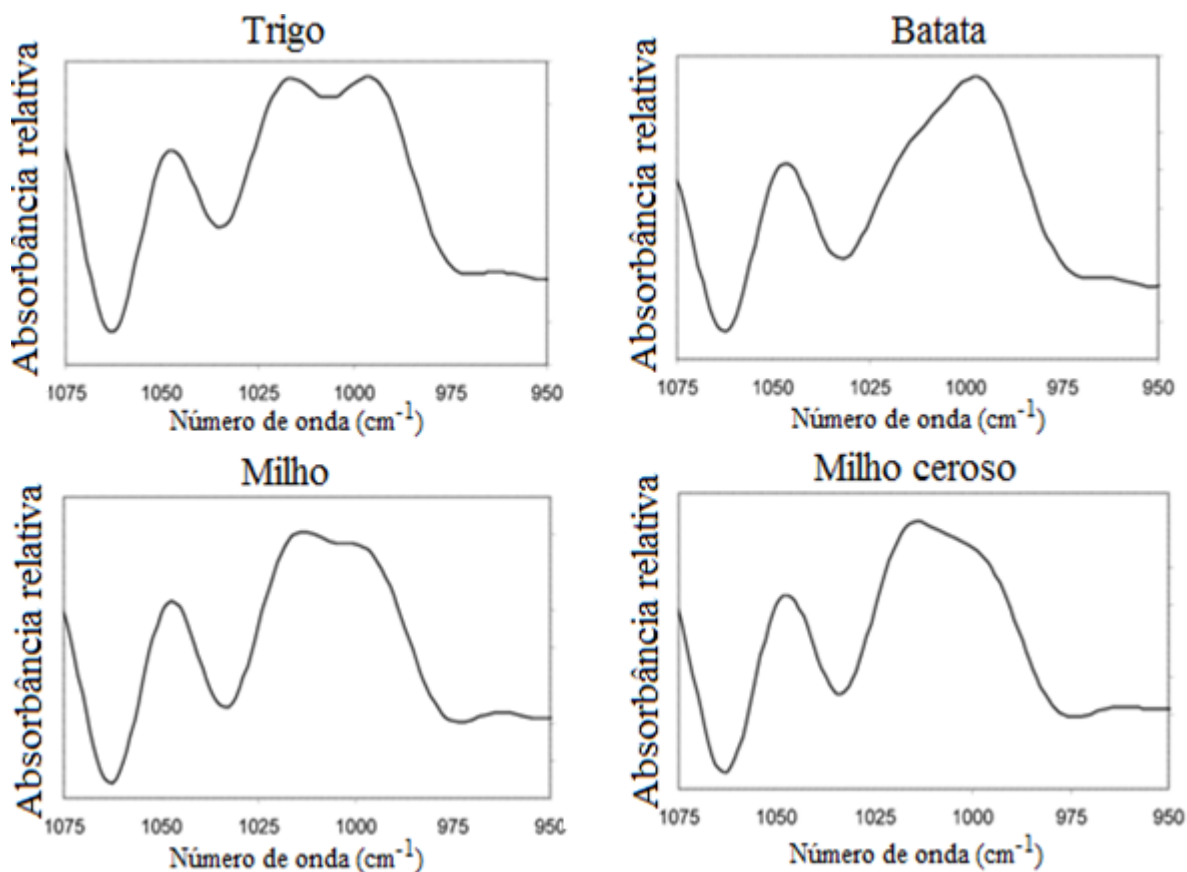 Trigo
Absorbância relativa
1075 1050 1025 1000 975 950
Número de onda (cm⁻¹)
Batata
Absorbância relativa
1075 1050 1025 1000 975 950
Número de onda (cm⁻¹)
Milho
Absorbância relativa
1075 1050 1025 1000 975 950
Número de onda (cm⁻¹)
Milho ceroso
Absorbância relativa
1075 1050 1025 1000 975 950
Número de onda (cm⁻¹)